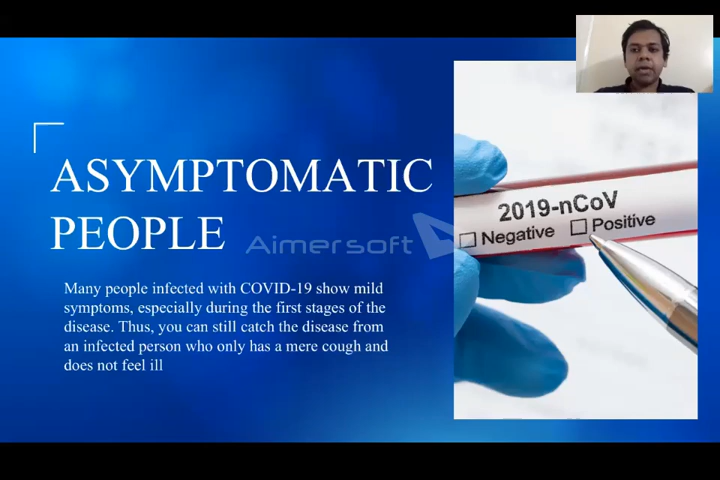 ASYMPTOMATIC
PEOPLE
Many people infected with COVID-19 show mild
symptoms, especially during the first stages of the
disease. Thus, you can still catch the disease from
an infected person who only has a mere cough and
does not feel ill
Aimersoft
2019-nCoV
Negative Positive